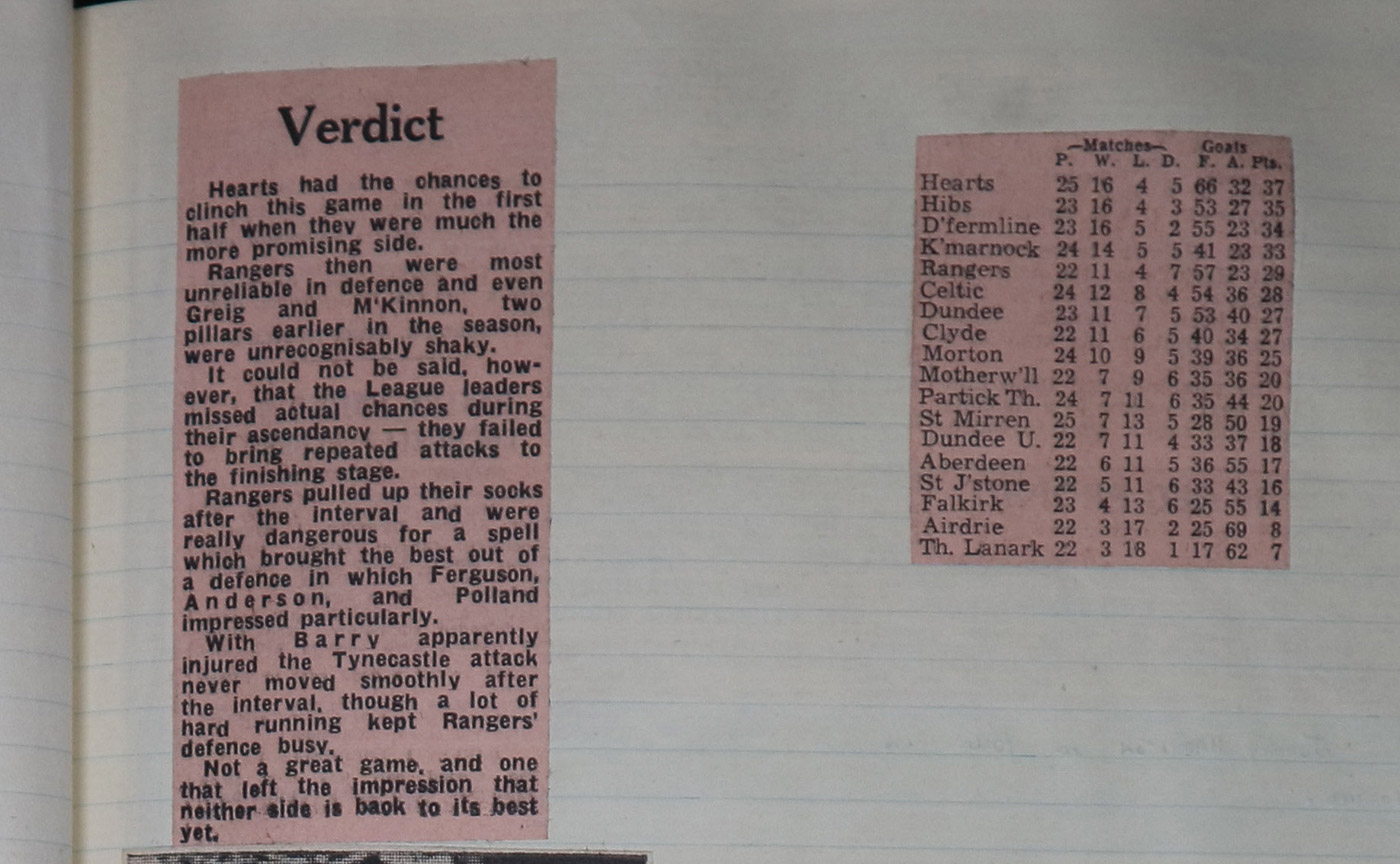 Verdict
Hearts had the chances to
clinch this game in the first
half when they were much the
more promising side.
Rangers then were most
unreliable in defence and even
Greig and M'Kinnon, two
pillars earlier in the season,
were unrecognisably shaky.
It could not be said, how-
ever, that the League leaders
missed actual chances during
their ascendancy — they failed
to bring repeated attacks to
the finishing stage.
Rangers pulled up their socks
after the interval and were
really dangerous for a spell
which brought the best out of
a defence in which Ferguson,
Anderson, and Polland
impressed particularly.
With Barry apparently
injured the Tynecastle attack
never moved smoothly after
the interval, though a lot of
hard running kept Rangers'
defence busy.
Not a great game, and one
that left the impression that
neither side is back to its best
yet.
—Matches— Goals
P. W. L. D. F. A. Pts.
Hearts 25 16 4 5 66 32 37
Hibs 23 16 4 3 53 27 35
D'fermline 23 16 5 2 55 23 34
K'marnock 24 14 5 5 41 23 33
Rangers 22 11 4 7 57 23 29
Celtic 24 12 8 4 54 36 28
Dundee 23 11 7 5 53 40 27
Clyde 22 11 6 5 40 34 27
Morton 24 10 9 5 39 36 25
Motherw'll 22 7 9 6 35 36 20
Partick Th. 24 7 11 6 35 44 20
St Mirren 25 7 13 5 28 50 19
Dundee U. 22 7 11 4 33 37 18
Aberdeen 22 6 11 5 36 55 17
St J'stone 22 5 11 6 33 43 16
Falkirk 23 4 13 6 25 55 14
Airdrie 22 3 17 2 25 69 8
Th. Lanark 22 3 18 1 17 62 7